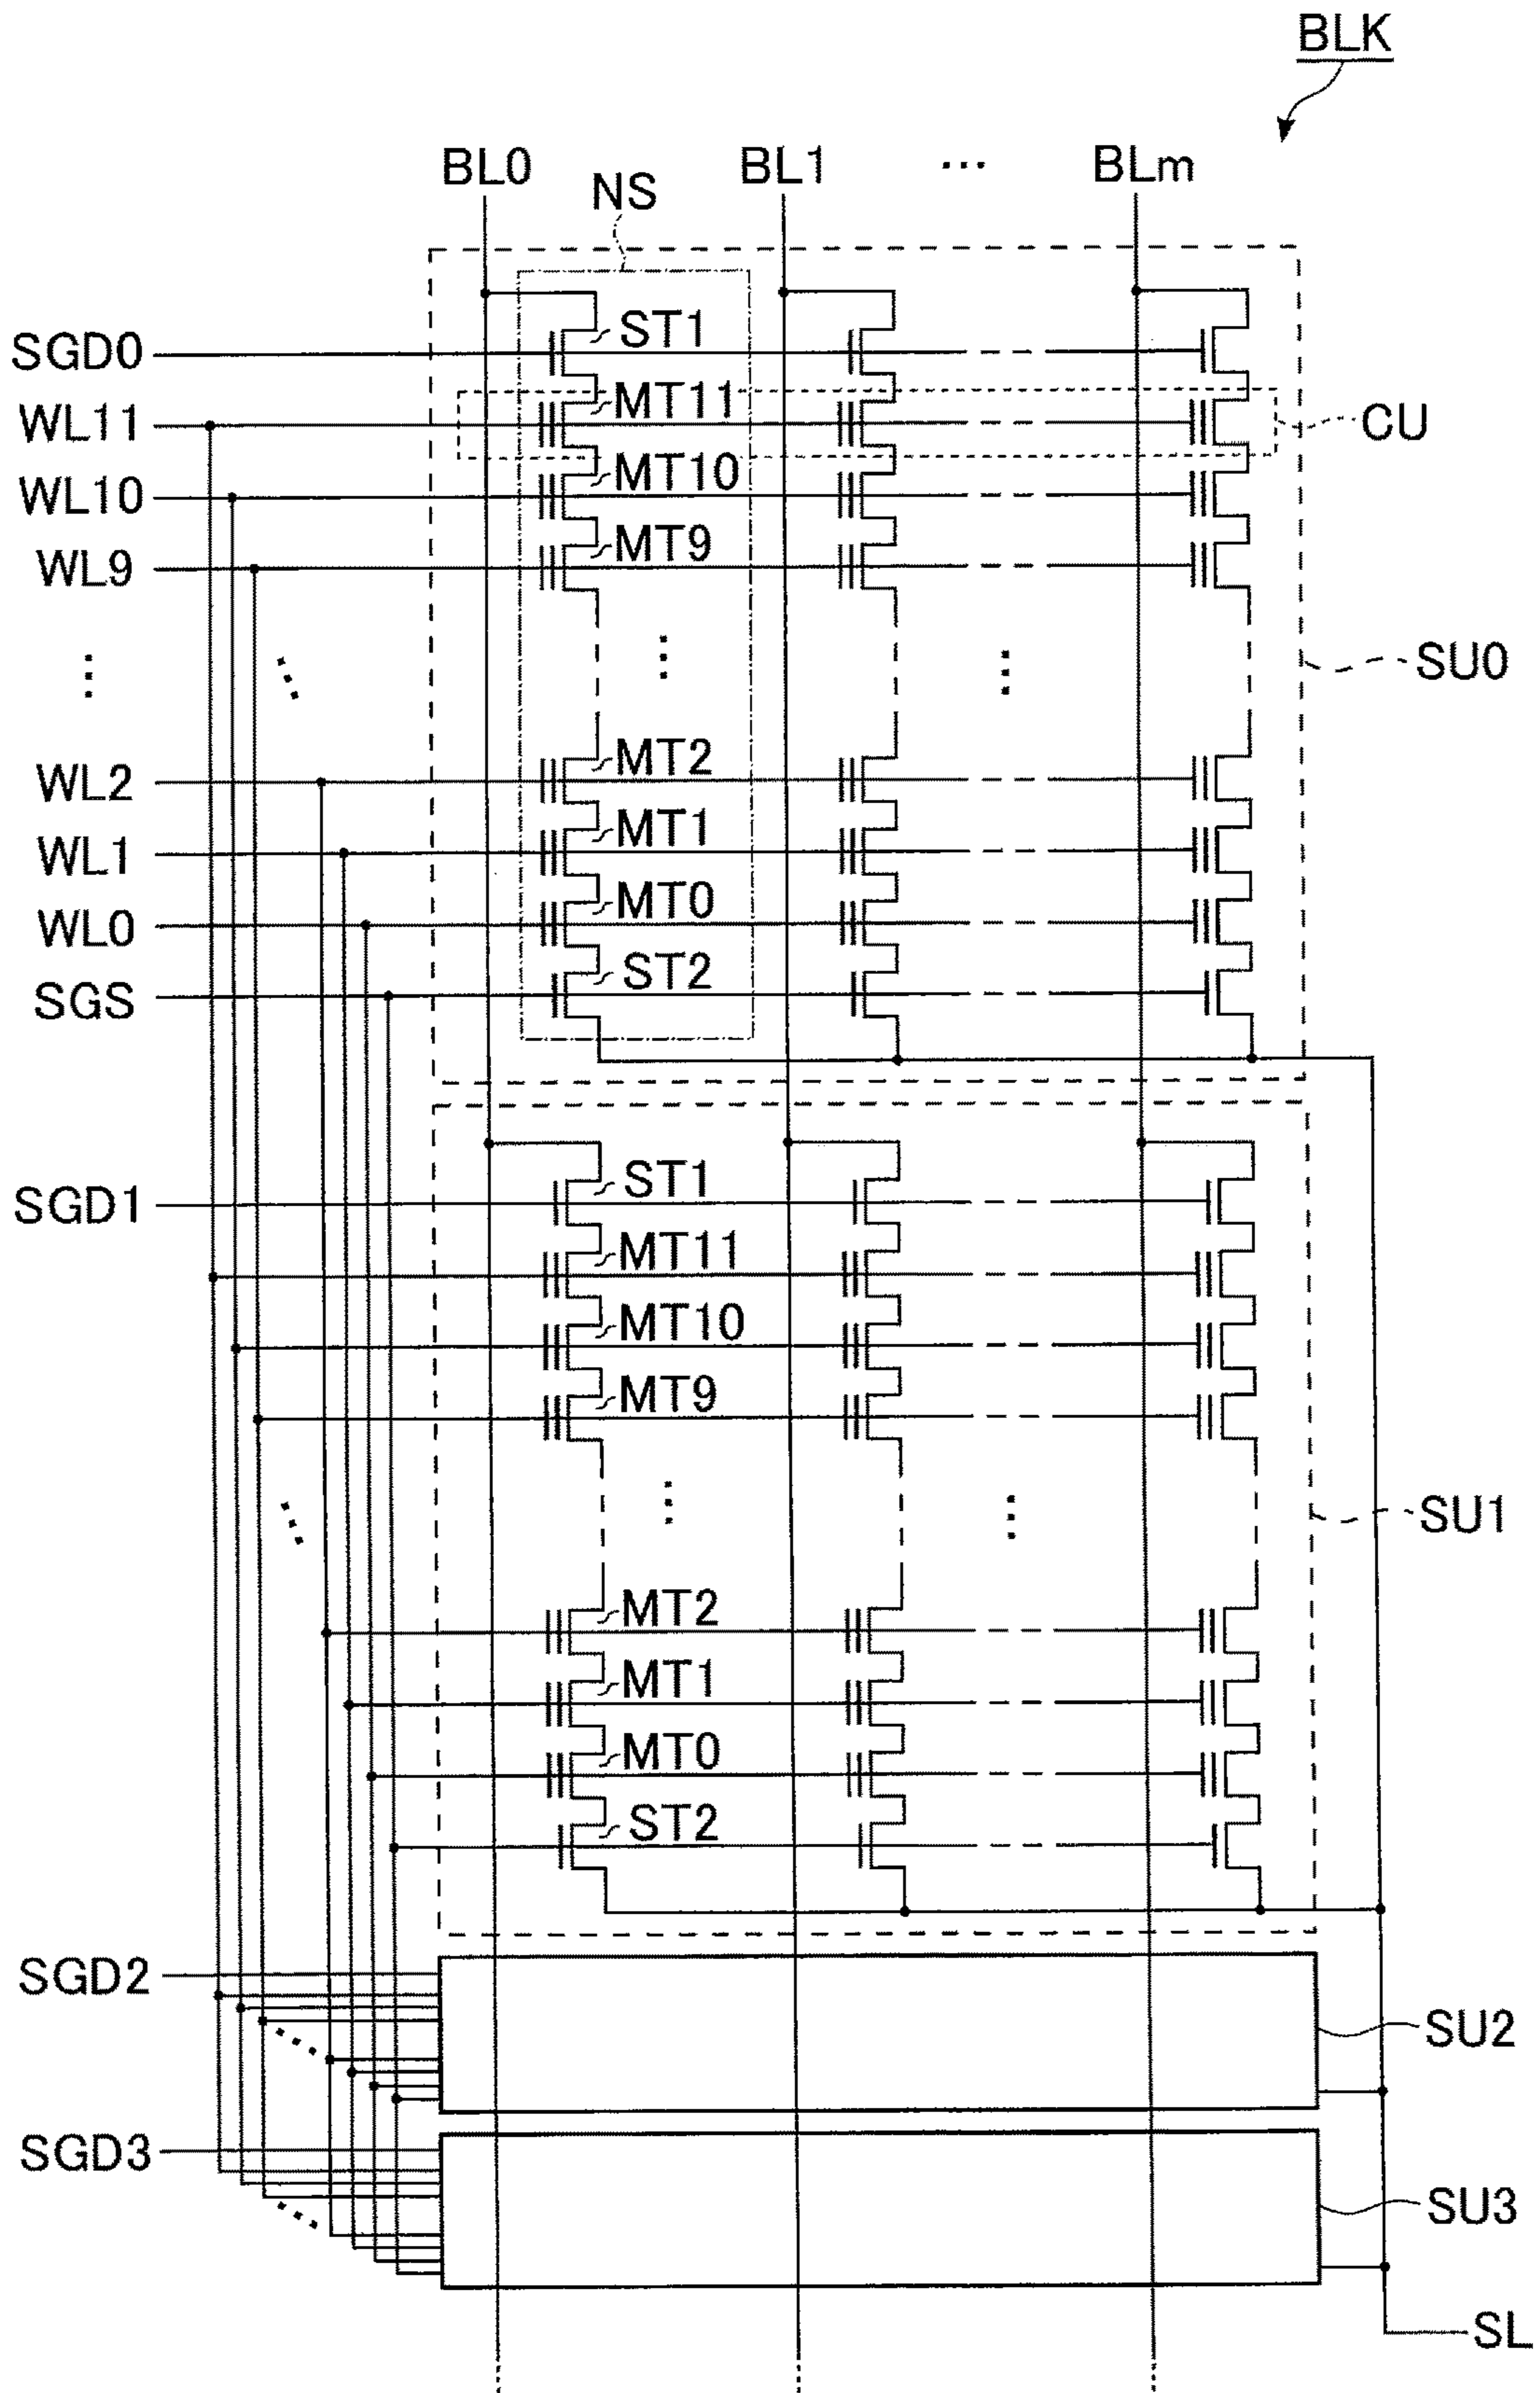 BLK
BL0 NS BL1 ... BLm
SGD0 ST1
WL11 MT11 CU
WL10 MT10
WL9 MT9
SU0
WL2 MT2
WL1 MT1
WL0 MT0
SGS ST2
SGD1 ST1
MT11
MT10
MT9
SU1
MT2
MT1
MT0
ST2
SGD2
SU2
SGD3
SU3
SL